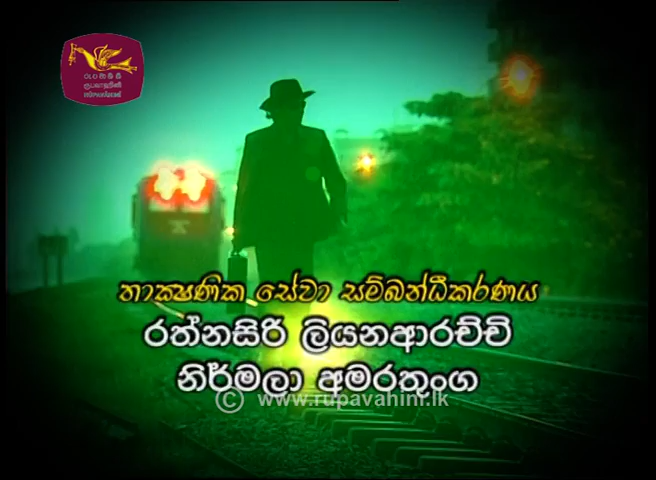 තාක්ෂණික සේවා සම්බන්ධීකරණය
රත්නසිරි ලියනආරච්චි
නිර්මලා අමරතුංග
© www.rupavahini.lk